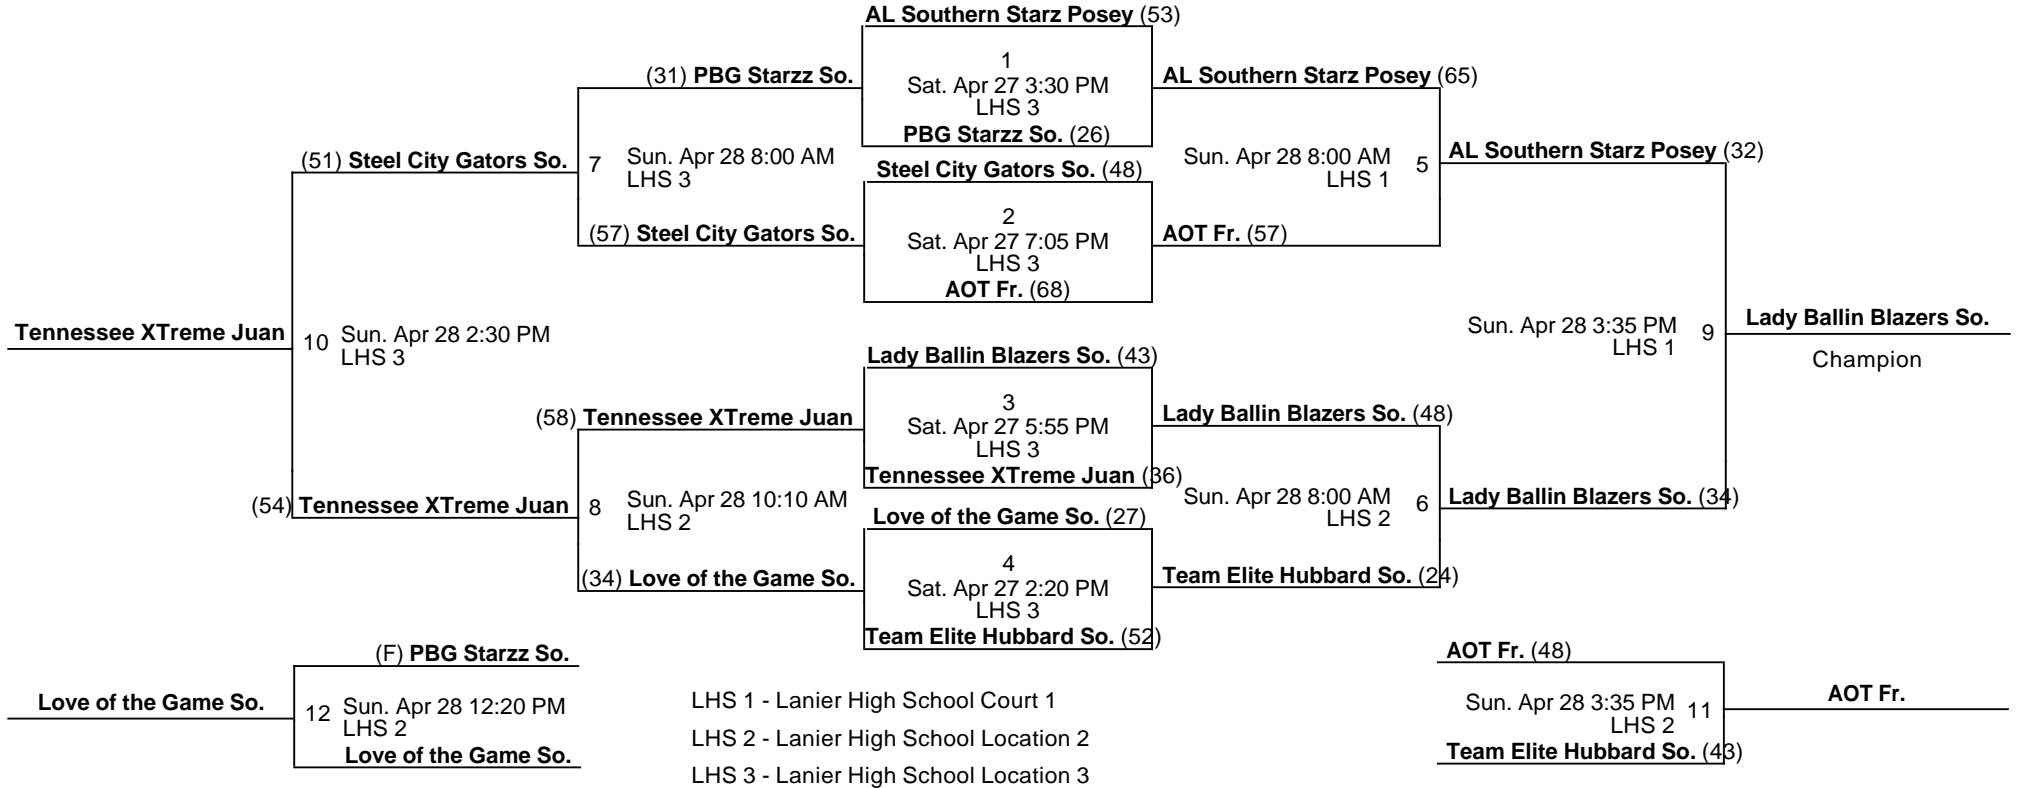 AL Southern Starz Posey (53)
1
Sat. Apr 27 3:30 PM
LHS 3
PBG Starzz So. (26)
(31) PBG Starzz So.
AL Southern Starz Posey (65)
(51) Steel City Gators So.
7 Sun. Apr 28 8:00 AM
LHS 3
Steel City Gators So. (48)
2
Sat. Apr 27 7:05 PM
LHS 3
AOT Fr. (68)
Sun. Apr 28 8:00 AM 5
LHS 1
AL Southern Starz Posey (32)
(57) Steel City Gators So.
AOT Fr. (57)
Tennessee XTreme Juan
10 Sun. Apr 28 2:30 PM
LHS 3
Sun. Apr 28 3:35 PM 9
LHS 1
Lady Ballin Blazers So.
Champion
Lady Ballin Blazers So. (43)
3
Sat. Apr 27 5:55 PM
LHS 3
Tennessee XTreme Juan (36)
(58) Tennessee XTreme Juan
Lady Ballin Blazers So. (48)
(54) Tennessee XTreme Juan
8 Sun. Apr 28 10:10 AM
LHS 2
Sun. Apr 28 8:00 AM 6
LHS 2
Lady Ballin Blazers So. (34)
Love of the Game So. (27)
4
Sat. Apr 27 2:20 PM
LHS 3
Team Elite Hubbard So. (52)
(34) Love of the Game So.
Team Elite Hubbard So. (24)
(F) PBG Starzz So.
Love of the Game So.
12 Sun. Apr 28 12:20 PM
LHS 2
Love of the Game So.
LHS 1 - Lanier High School Court 1
LHS 2 - Lanier High School Location 2
LHS 3 - Lanier High School Location 3
AOT Fr. (48)
Sun. Apr 28 3:35 PM 11
LHS 2
Team Elite Hubbard So. (43)
AOT Fr.